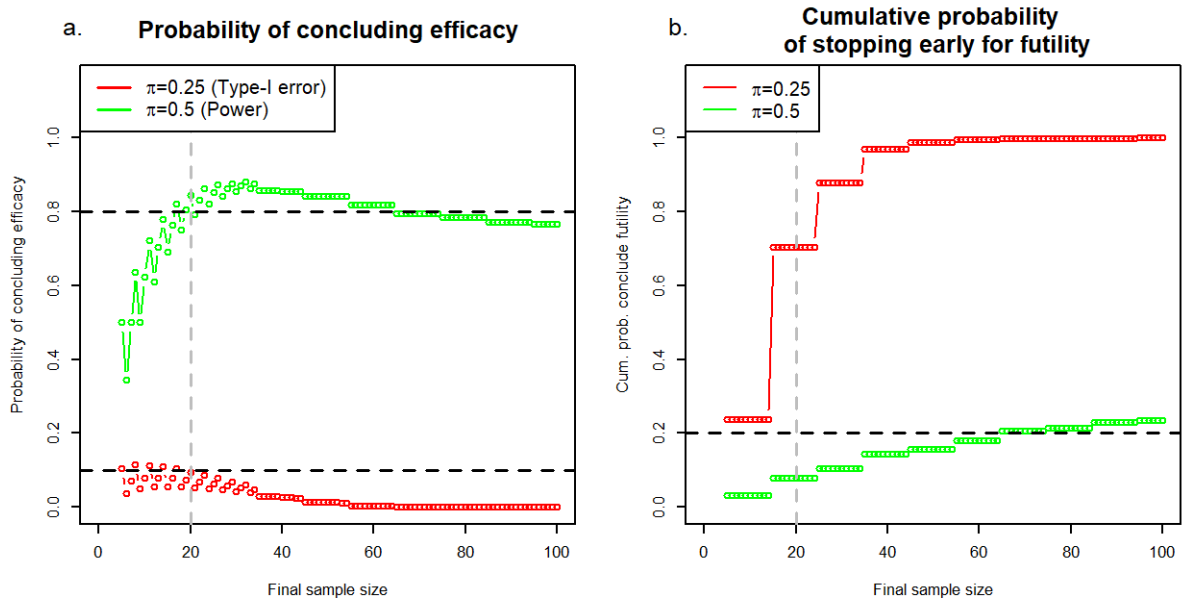 a.
Probability of concluding efficacy
π=0.25 (Type-I error)
π=0.5 (Power)
Probability of concluding efficacy
0.0
0.2
0.4
0.6
0.8
1.0
0
20
40
60
80
100
Final sample size
b.
Cumulative probability
of stopping early for futility
π=0.25
π=0.5
Cum. prob. conclude futility
0.0
0.2
0.4
0.6
0.8
1.0
0
20
40
60
80
100
Final sample size